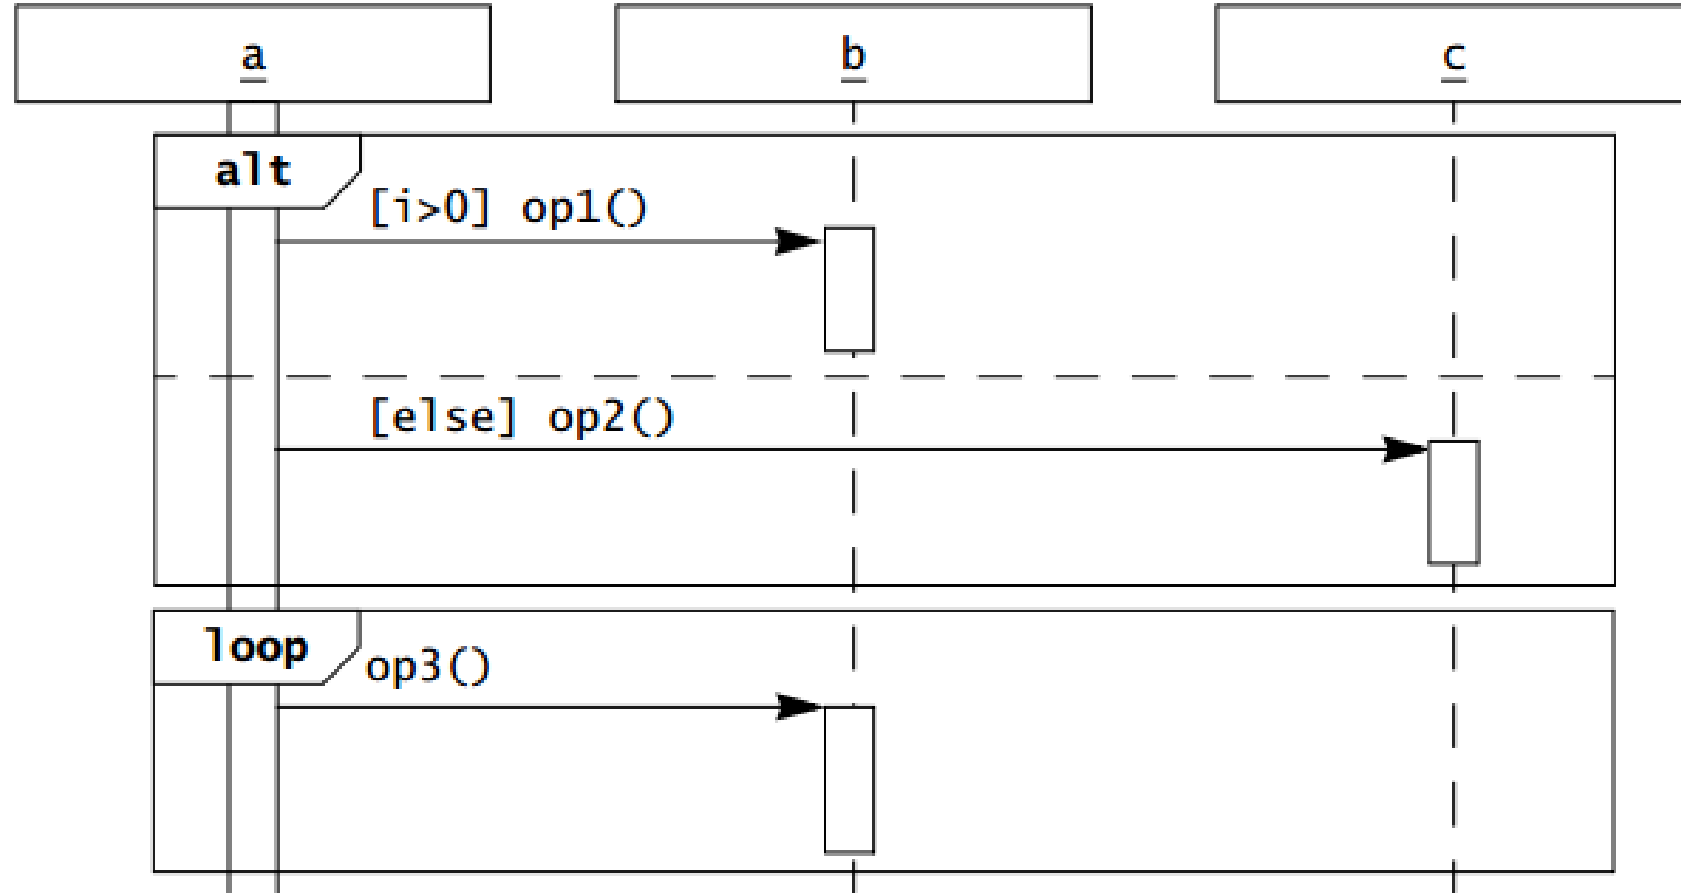 a
b
c
alt
[i>0] op1()
[else] op2()
loop
op3()